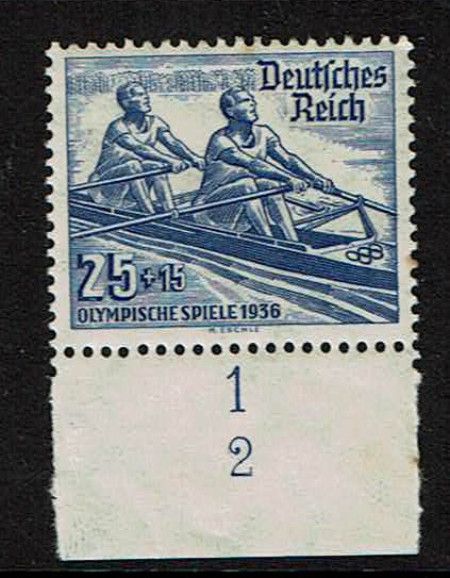 Deutsches
Reich
25+15
OLYMPISCHE SPIELE 1936
M. ESCHLE
1
2